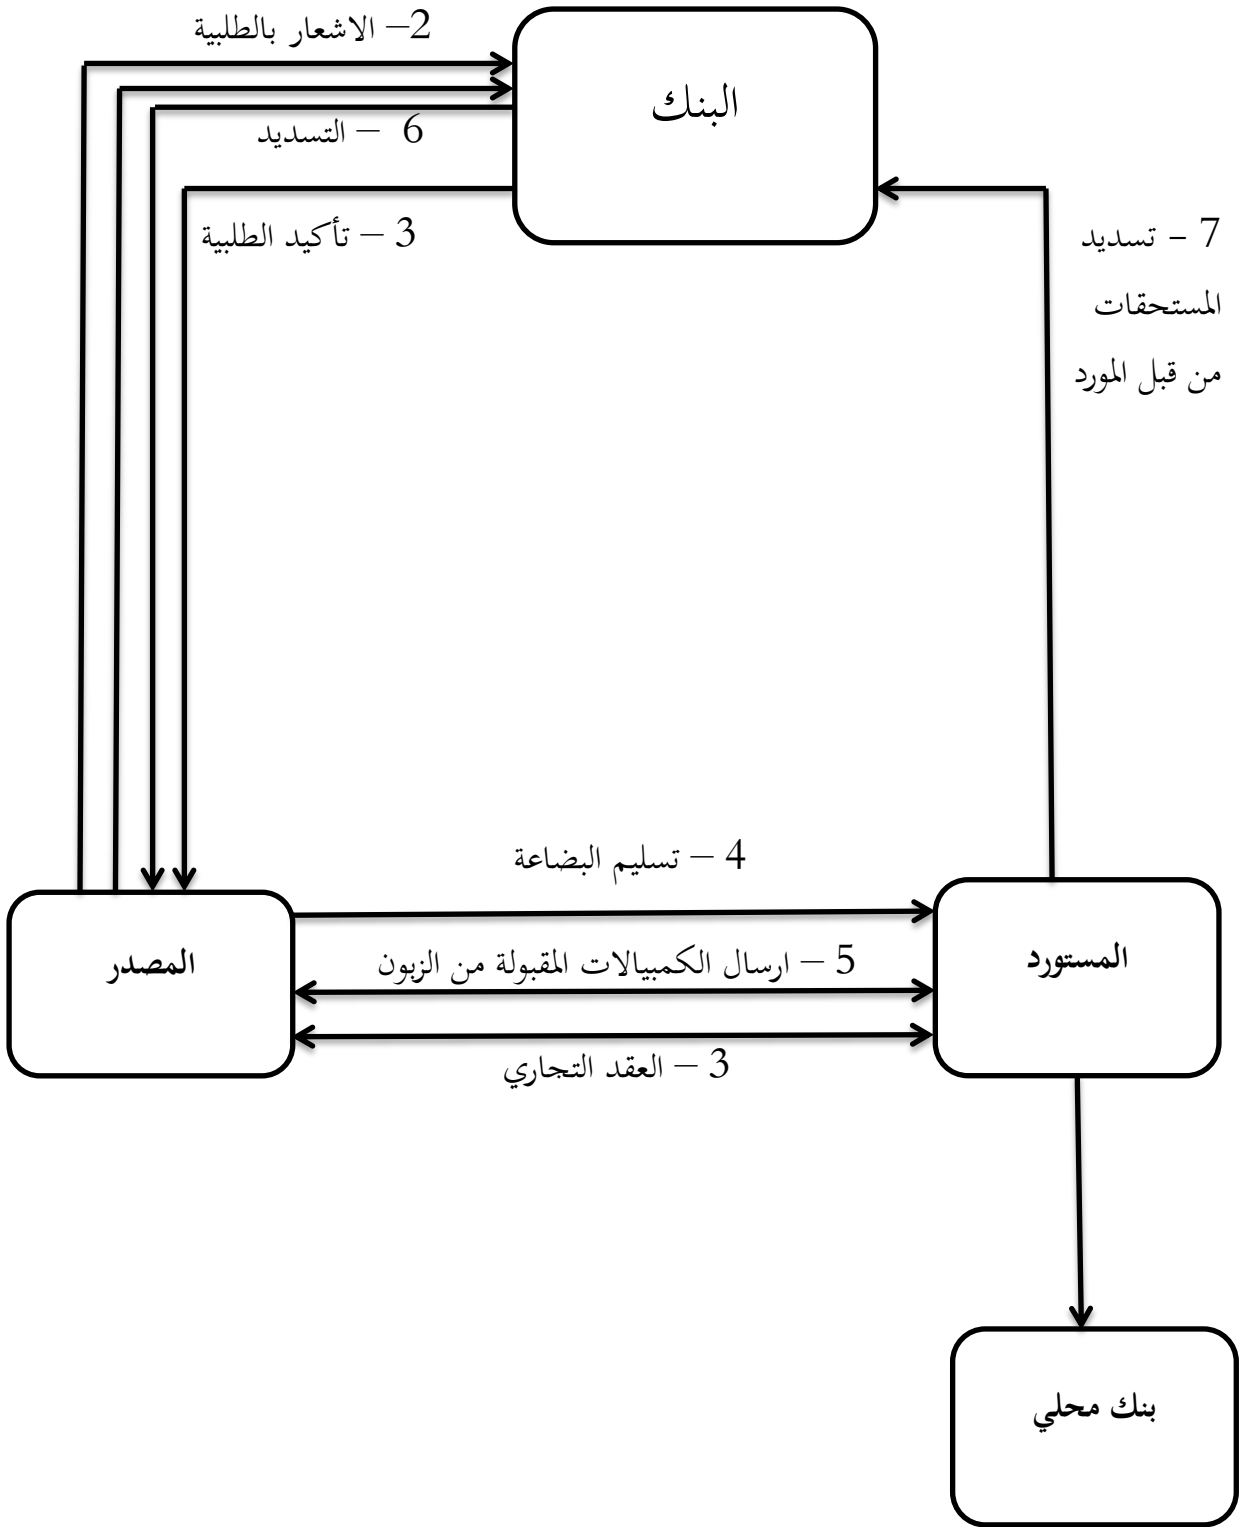 2– الاشعار بالطلبية
البنك
6 – التسديد
3 – تأكيد الطلبية
7 – تسديد
المستحقات
من قبل المورد
4 – تسليم البضاعة
المستورد
المصدر
5 – ارسال الكمبيالات المقبولة من الزبون
3 – العقد التجاري
بنك محلي